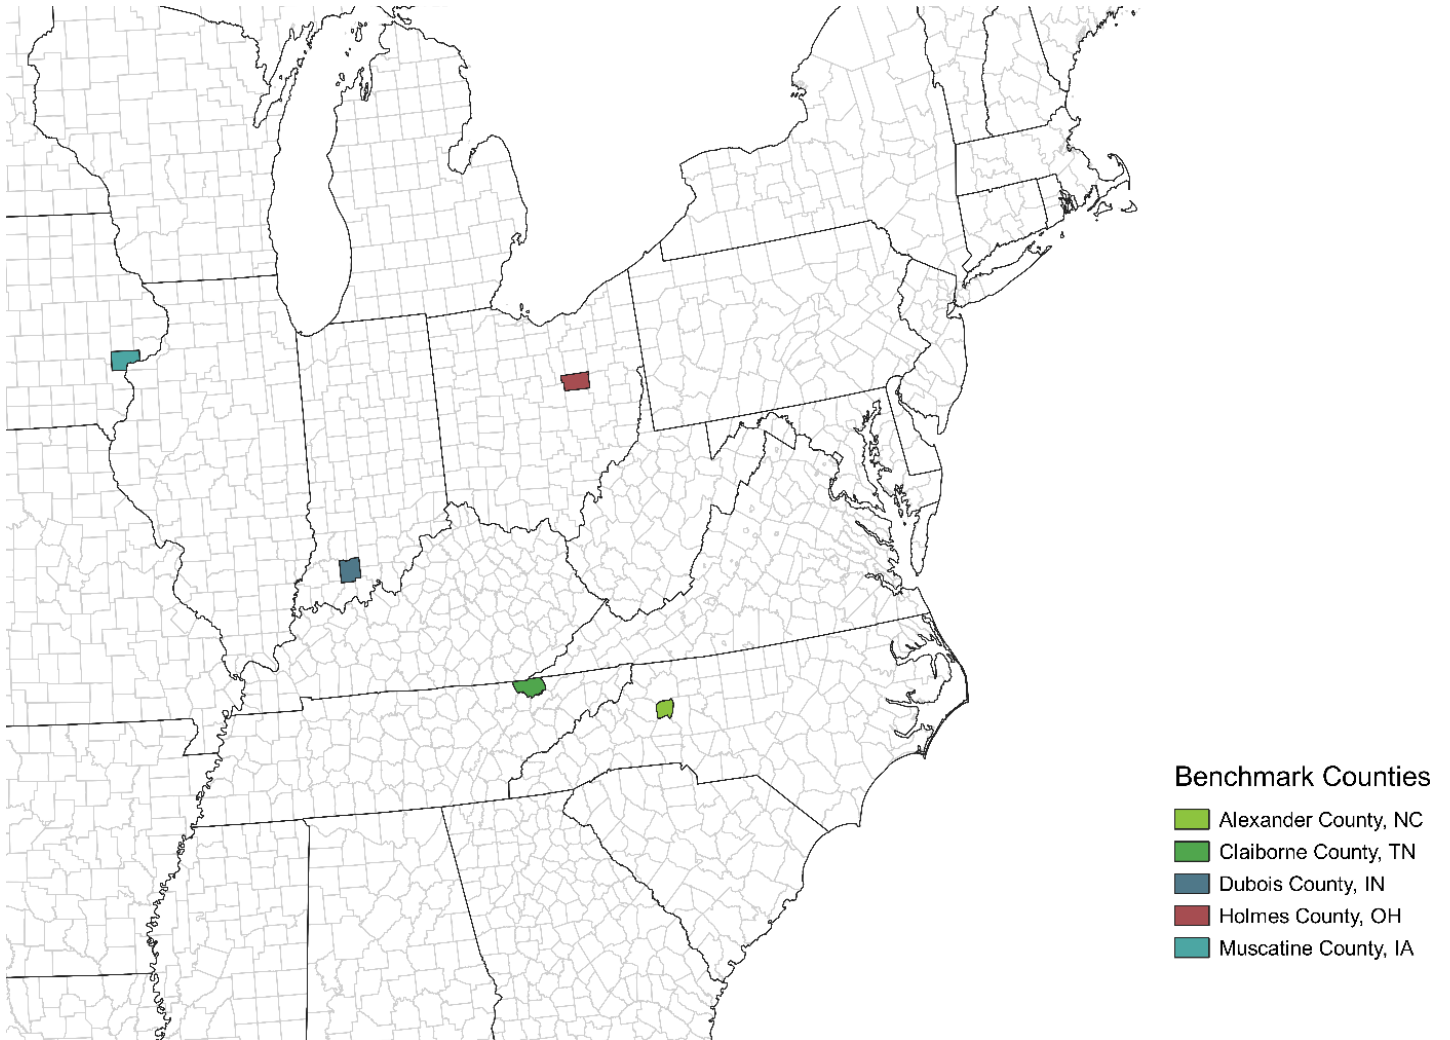 Benchmark Counties
Alexander County, NC
Claiborne County, TN
Dubois County, IN
Holmes County, OH
Muscatine County, IA